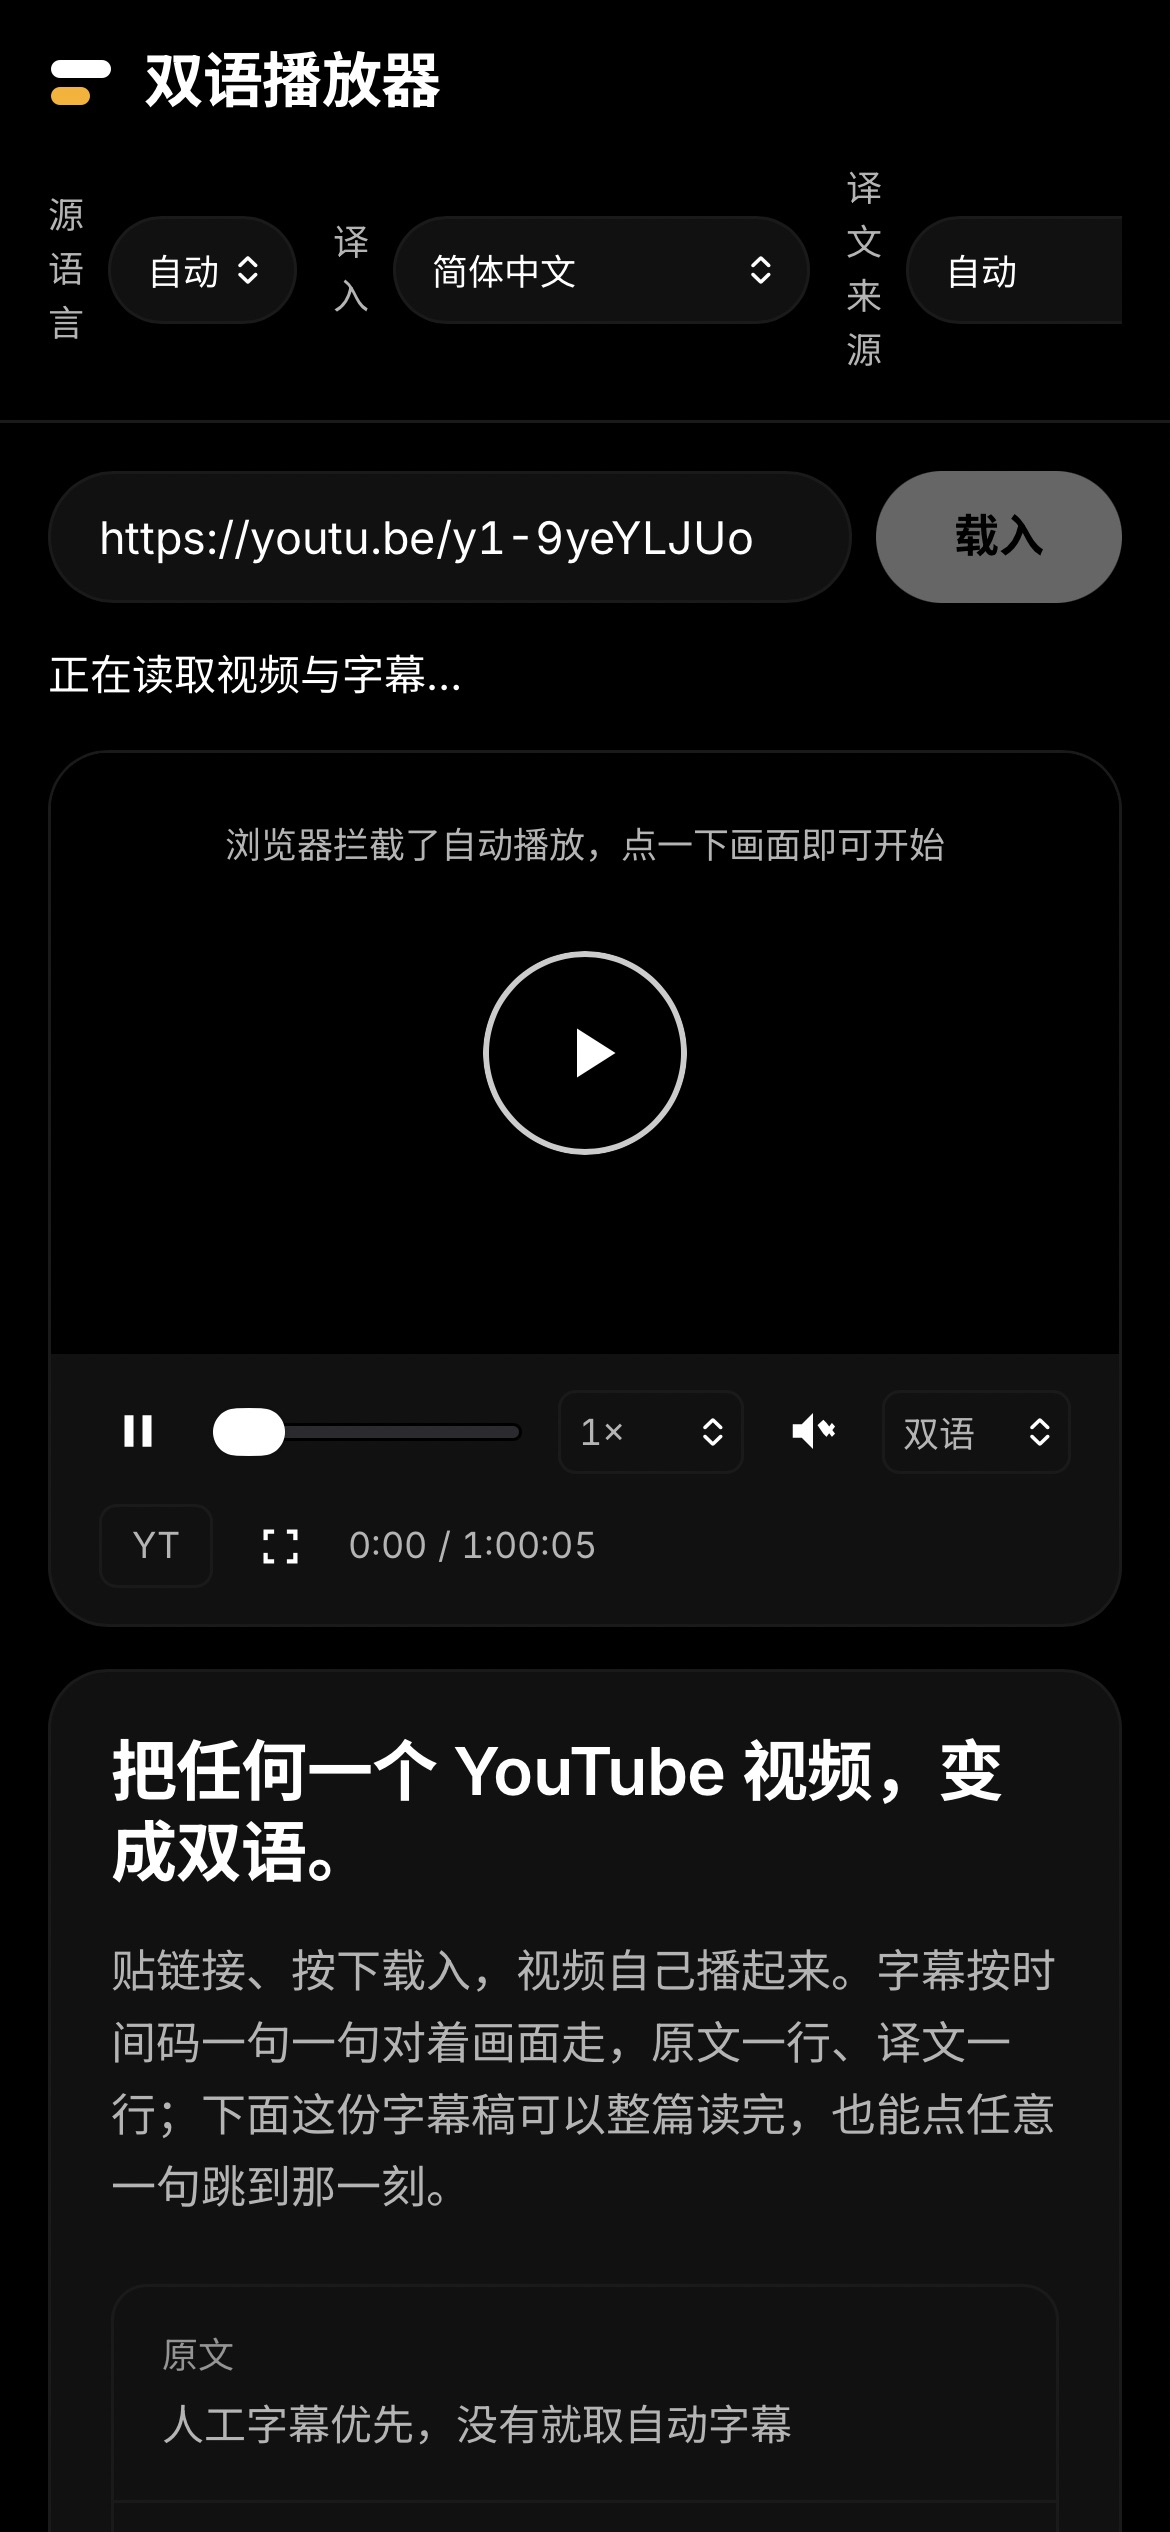 双语播放器
源语言
自动
译入
简体中文
译文来源
自动
https://youtu.be/y1-9yeYLJUo
载入
正在读取视频与字幕…
浏览器拦截了自动播放，点一下画面即可开始
1×
双语
YT
0:00 / 1:00:05
把任何一个 YouTube 视频，变
成双语。
贴链接、按下载入，视频自己播起来。字幕按时
间码一句一句对着画面走，原文一行、译文一
行；下面这份字幕稿可以整篇读完，也能点任意
一句跳到那一刻。
原文
人工字幕优先，没有就取自动字幕